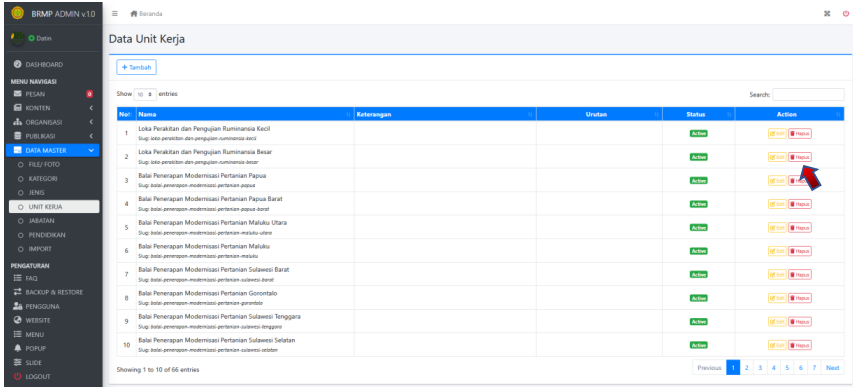 BRMP ADMIN v.1.0
Beranda
Datin
Data Unit Kerja
DASHBOARD
+ Tambah
MENU NAVIGASI
PESAN 0
KONTEN
ORGANISASI
PUBLIKASI
DATA MASTER
FILE/ FOTO
KATEGORI
JENIS
UNIT KERJA
JABATAN
PENDIDIKAN
IMPORT
PENGATURAN
FAQ
BACKUP & RESTORE
PENGGUNA
WEBSITE
MENU
POPUP
SLIDE
LOGOUT
Show 10 entries
Search:
No Nama Keterangan Urutan Status Action
1 Loka Perakitan dan Pengujian Ruminansia Kecil Active Edit Hapus
Slug: loka-perakitan-dan-pengujian-ruminansia-kecil
2 Loka Perakitan dan Pengujian Ruminansia Besar Active Edit Hapus
Slug: loka-perakitan-dan-pengujian-ruminansia-besar
3 Balai Penerapan Modernisasi Pertanian Papua Active Edit Hapus
Slug: balai-penerapan-modernisasi-pertanian-papua
4 Balai Penerapan Modernisasi Pertanian Papua Barat Active Edit Hapus
Slug: balai-penerapan-modernisasi-pertanian-papua-barat
5 Balai Penerapan Modernisasi Pertanian Maluku Utara Active Edit Hapus
Slug: balai-penerapan-modernisasi-pertanian-maluku-utara
6 Balai Penerapan Modernisasi Pertanian Maluku Active Edit Hapus
Slug: balai-penerapan-modernisasi-pertanian-maluku
7 Balai Penerapan Modernisasi Pertanian Sulawesi Barat Active Edit Hapus
Slug: balai-penerapan-modernisasi-pertanian-sulawesi-barat
8 Balai Penerapan Modernisasi Pertanian Gorontalo Active Edit Hapus
Slug: balai-penerapan-modernisasi-pertanian-gorontalo
9 Balai Penerapan Modernisasi Pertanian Sulawesi Tenggara Active Edit Hapus
Slug: balai-penerapan-modernisasi-pertanian-sulawesi-tenggara
10 Balai Penerapan Modernisasi Pertanian Sulawesi Selatan Active Edit Hapus
Slug: balai-penerapan-modernisasi-pertanian-sulawesi-selatan
Showing 1 to 10 of 66 entries
Previous 1 2 3 4 5 6 7 Next